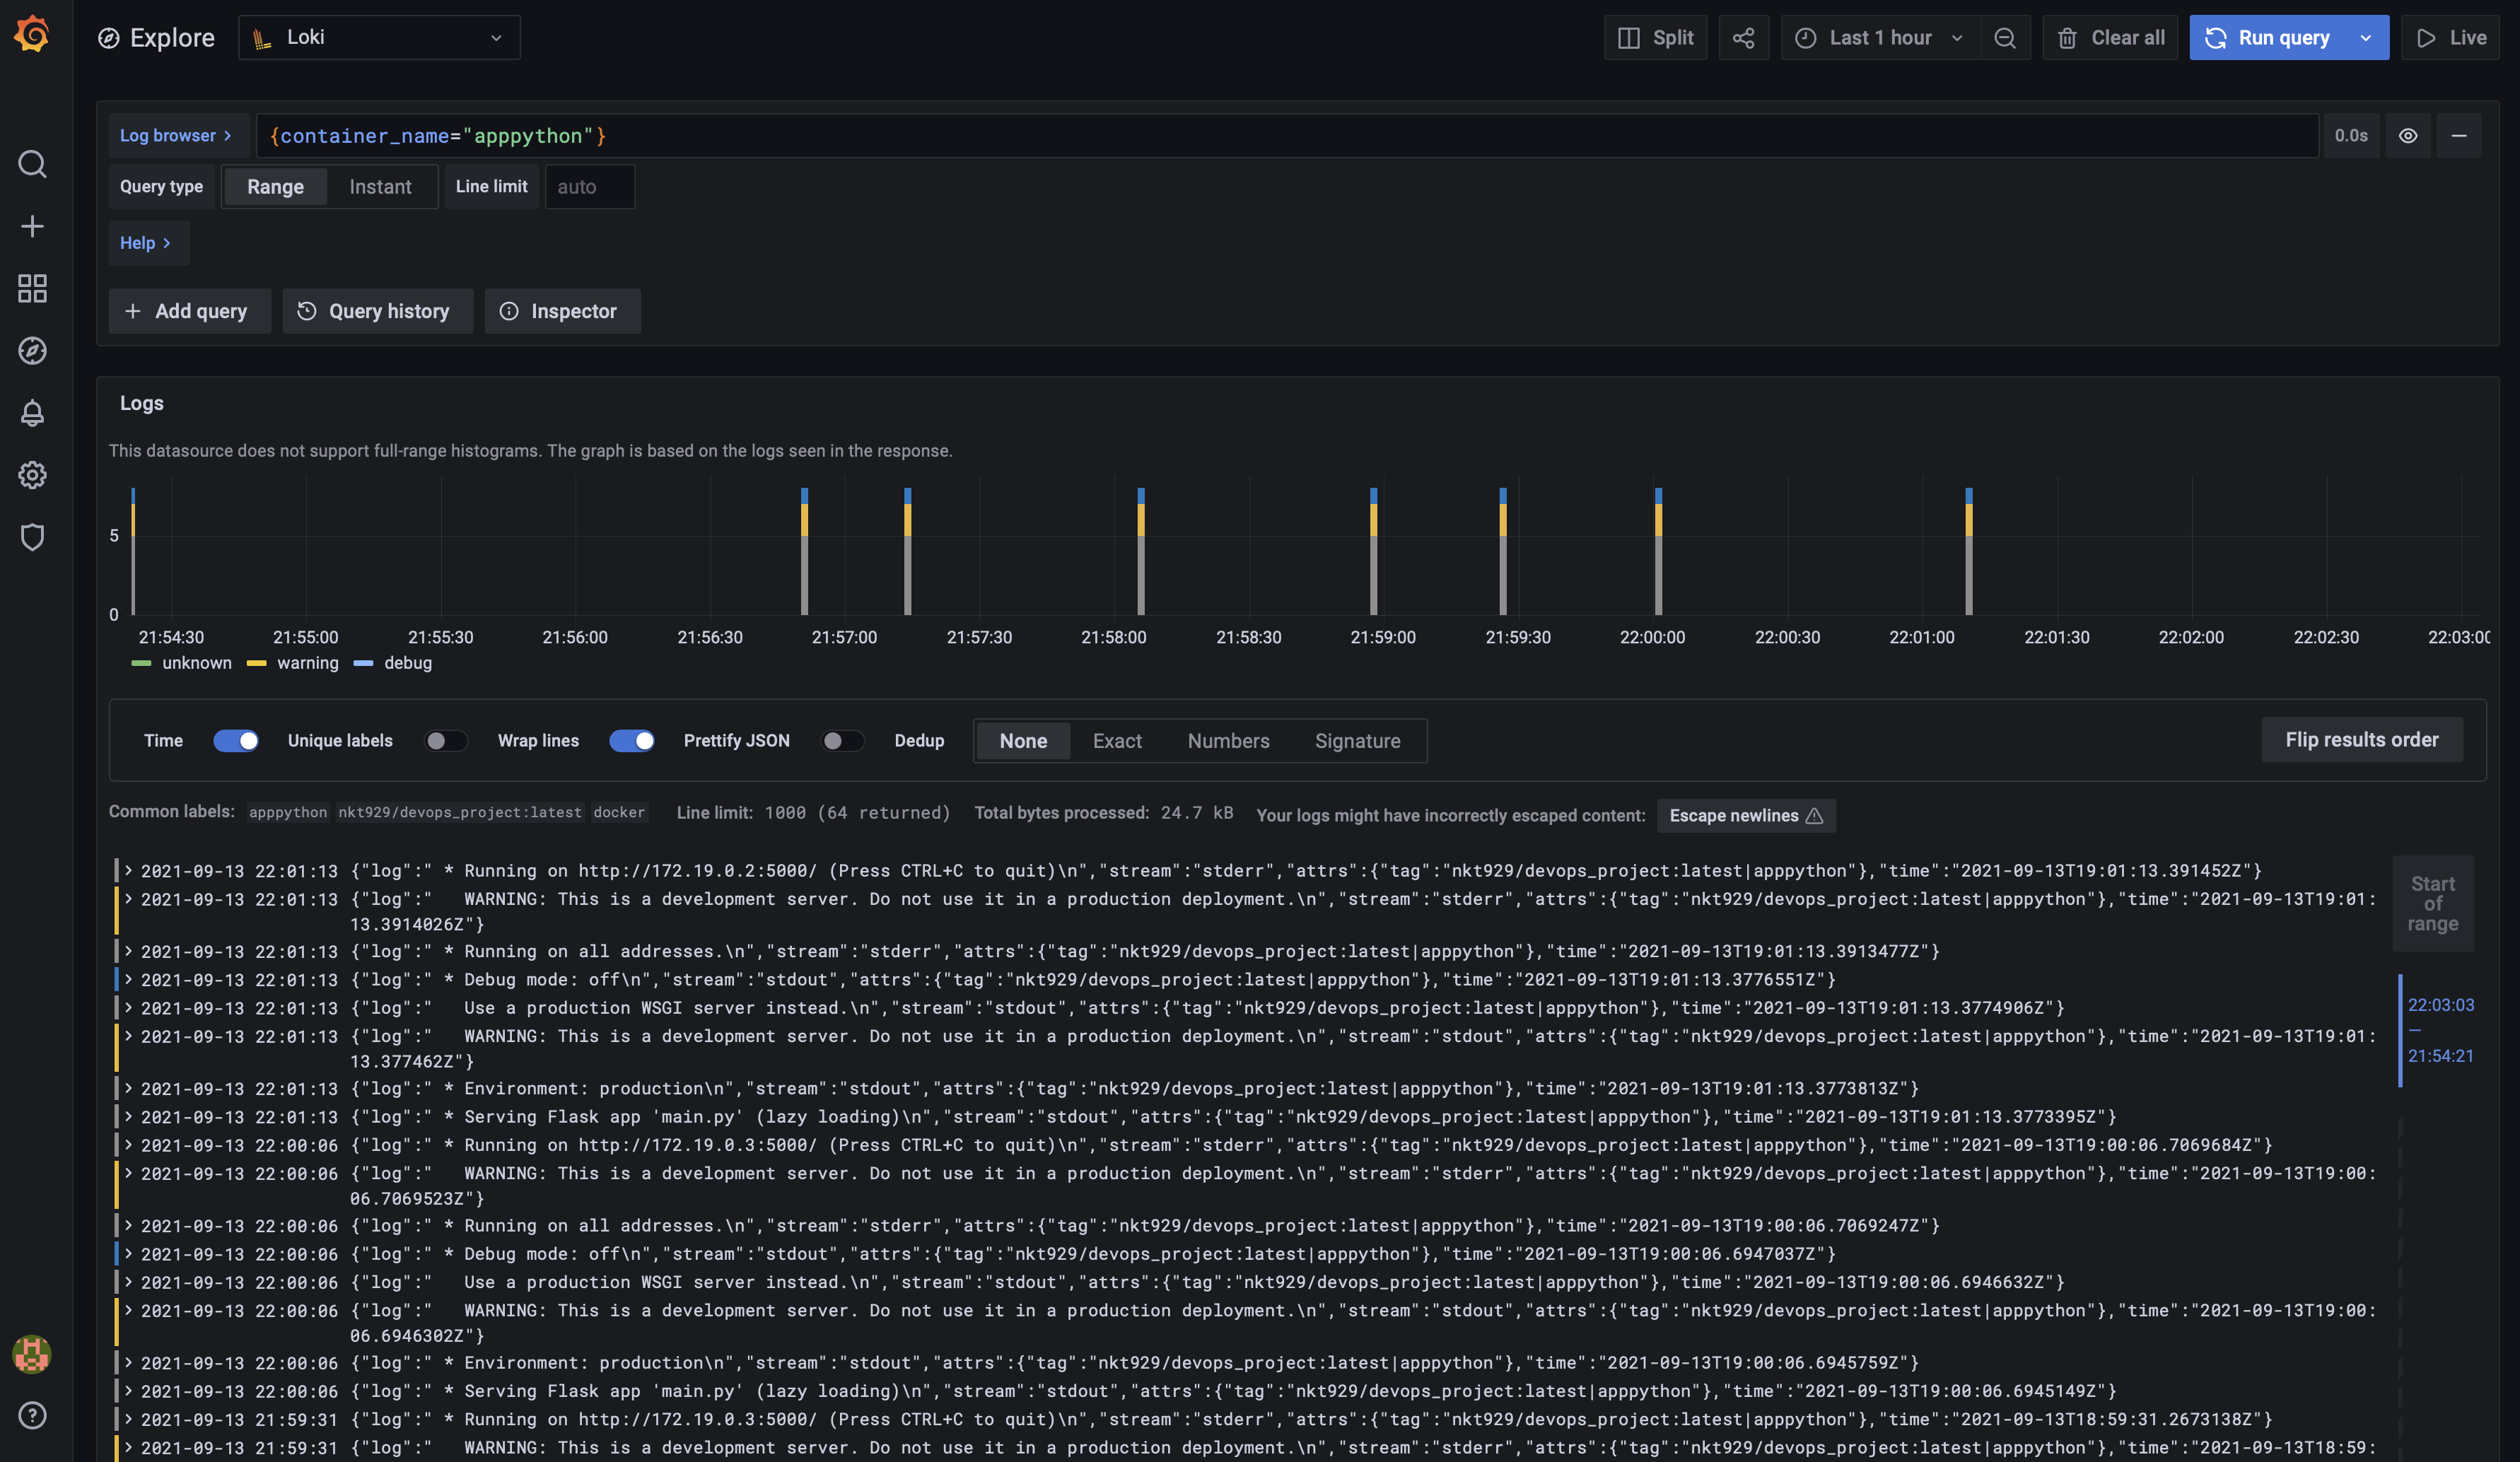 Explore Loki Split Last 1 hour Clear all Run query Live
Log browser > {container_name="apppython"} 0.0s
Query type Range Instant Line limit auto
Help >
+ Add query Query history Inspector
Logs
This datasource does not support full-range histograms. The graph is based on the logs seen in the response.
5
0
21:54:30 21:55:00 21:55:30 21:56:00 21:56:30 21:57:00 21:57:30 21:58:00 21:58:30 21:59:00 21:59:30 22:00:00 22:00:30 22:01:00 22:01:30 22:02:00 22:02:30 22:03:00
unknown warning debug
Time Unique labels Wrap lines Prettify JSON Dedup None Exact Numbers Signature Flip results order
Common labels: apppython nkt929/devops_project:latest docker Line limit: 1000 (64 returned) Total bytes processed: 24.7 kB Your logs might have incorrectly escaped content: Escape newlines
> 2021-09-13 22:01:13 {"log":" * Running on http://172.19.0.2:5000/ (Press CTRL+C to quit)\n","stream":"stderr","attrs":{"tag":"nkt929/devops_project:latest|apppython"},"time":"2021-09-13T19:01:13.391452Z"}
> 2021-09-13 22:01:13 {"log":"   WARNING: This is a development server. Do not use it in a production deployment.\n","stream":"stderr","attrs":{"tag":"nkt929/devops_project:latest|apppython"},"time":"2021-09-13T19:01:
13.3914026Z"}
> 2021-09-13 22:01:13 {"log":" * Running on all addresses.\n","stream":"stderr","attrs":{"tag":"nkt929/devops_project:latest|apppython"},"time":"2021-09-13T19:01:13.3913477Z"}
> 2021-09-13 22:01:13 {"log":" * Debug mode: off\n","stream":"stdout","attrs":{"tag":"nkt929/devops_project:latest|apppython"},"time":"2021-09-13T19:01:13.3776551Z"}
> 2021-09-13 22:01:13 {"log":"   Use a production WSGI server instead.\n","stream":"stdout","attrs":{"tag":"nkt929/devops_project:latest|apppython"},"time":"2021-09-13T19:01:13.3774906Z"}
> 2021-09-13 22:01:13 {"log":"   WARNING: This is a development server. Do not use it in a production deployment.\n","stream":"stdout","attrs":{"tag":"nkt929/devops_project:latest|apppython"},"time":"2021-09-13T19:01:
13.377462Z"}
> 2021-09-13 22:01:13 {"log":" * Environment: production\n","stream":"stdout","attrs":{"tag":"nkt929/devops_project:latest|apppython"},"time":"2021-09-13T19:01:13.3773813Z"}
> 2021-09-13 22:01:13 {"log":" * Serving Flask app 'main.py' (lazy loading)\n","stream":"stdout","attrs":{"tag":"nkt929/devops_project:latest|apppython"},"time":"2021-09-13T19:01:13.3773395Z"}
> 2021-09-13 22:00:06 {"log":" * Running on http://172.19.0.3:5000/ (Press CTRL+C to quit)\n","stream":"stderr","attrs":{"tag":"nkt929/devops_project:latest|apppython"},"time":"2021-09-13T19:00:06.7069684Z"}
> 2021-09-13 22:00:06 {"log":"   WARNING: This is a development server. Do not use it in a production deployment.\n","stream":"stderr","attrs":{"tag":"nkt929/devops_project:latest|apppython"},"time":"2021-09-13T19:00:
06.7069523Z"}
> 2021-09-13 22:00:06 {"log":" * Running on all addresses.\n","stream":"stderr","attrs":{"tag":"nkt929/devops_project:latest|apppython"},"time":"2021-09-13T19:00:06.7069247Z"}
> 2021-09-13 22:00:06 {"log":" * Debug mode: off\n","stream":"stdout","attrs":{"tag":"nkt929/devops_project:latest|apppython"},"time":"2021-09-13T19:00:06.6947037Z"}
> 2021-09-13 22:00:06 {"log":"   Use a production WSGI server instead.\n","stream":"stdout","attrs":{"tag":"nkt929/devops_project:latest|apppython"},"time":"2021-09-13T19:00:06.6946632Z"}
> 2021-09-13 22:00:06 {"log":"   WARNING: This is a development server. Do not use it in a production deployment.\n","stream":"stdout","attrs":{"tag":"nkt929/devops_project:latest|apppython"},"time":"2021-09-13T19:00:
06.6946302Z"}
> 2021-09-13 22:00:06 {"log":" * Environment: production\n","stream":"stdout","attrs":{"tag":"nkt929/devops_project:latest|apppython"},"time":"2021-09-13T19:00:06.6945759Z"}
> 2021-09-13 22:00:06 {"log":" * Serving Flask app 'main.py' (lazy loading)\n","stream":"stdout","attrs":{"tag":"nkt929/devops_project:latest|apppython"},"time":"2021-09-13T19:00:06.6945149Z"}
> 2021-09-13 21:59:31 {"log":" * Running on http://172.19.0.3:5000/ (Press CTRL+C to quit)\n","stream":"stderr","attrs":{"tag":"nkt929/devops_project:latest|apppython"},"time":"2021-09-13T18:59:31.2673138Z"}
> 2021-09-13 21:59:31 {"log":"   WARNING: This is a development server. Do not use it in a production deployment.\n","stream":"stderr","attrs":{"tag":"nkt929/devops_project:latest|apppython"},"time":"2021-09-13T18:59:
Start
of
range
22:03:03
—
21:54:21